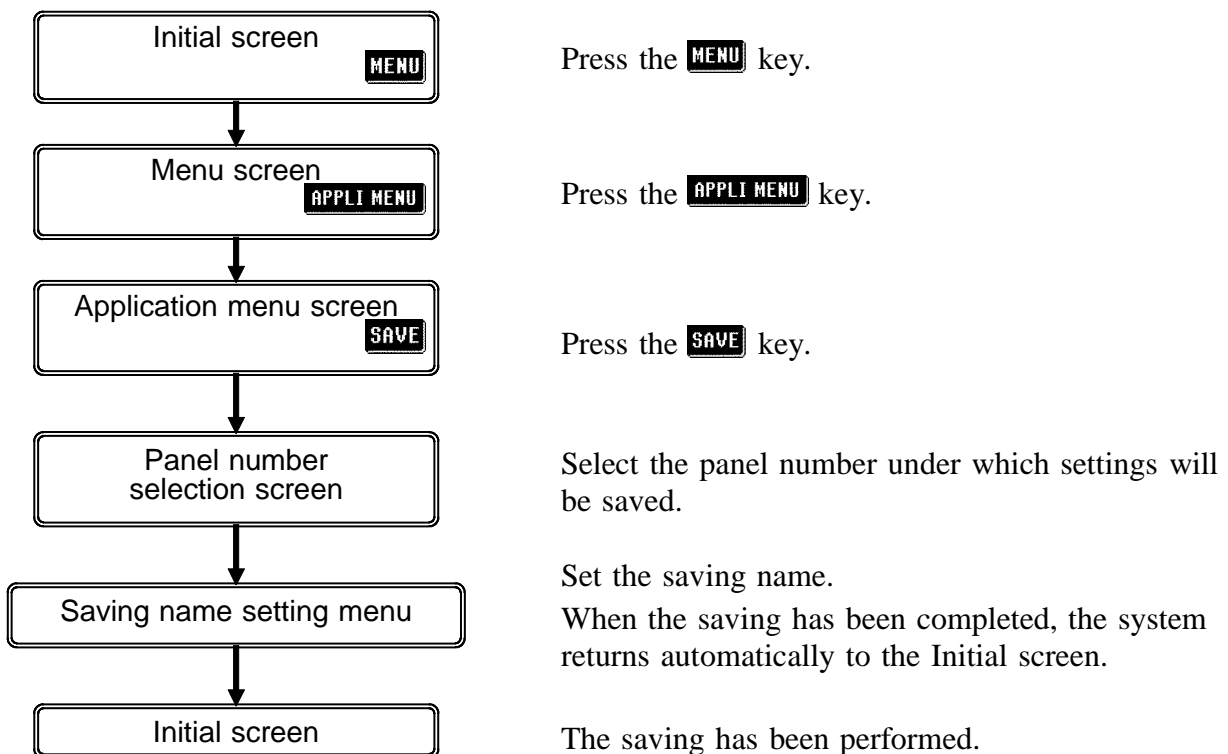 Initial screen
MENU
Press the MENU key.
Menu screen
APPLI MENU
Press the APPLI MENU key.
Application menu screen
SAVE
Press the SAVE key.
Panel number
selection screen
Select the panel number under which settings will
be saved.
Saving name setting menu
Set the saving name.
When the saving has been completed, the system
returns automatically to the Initial screen.
Initial screen
The saving has been performed.